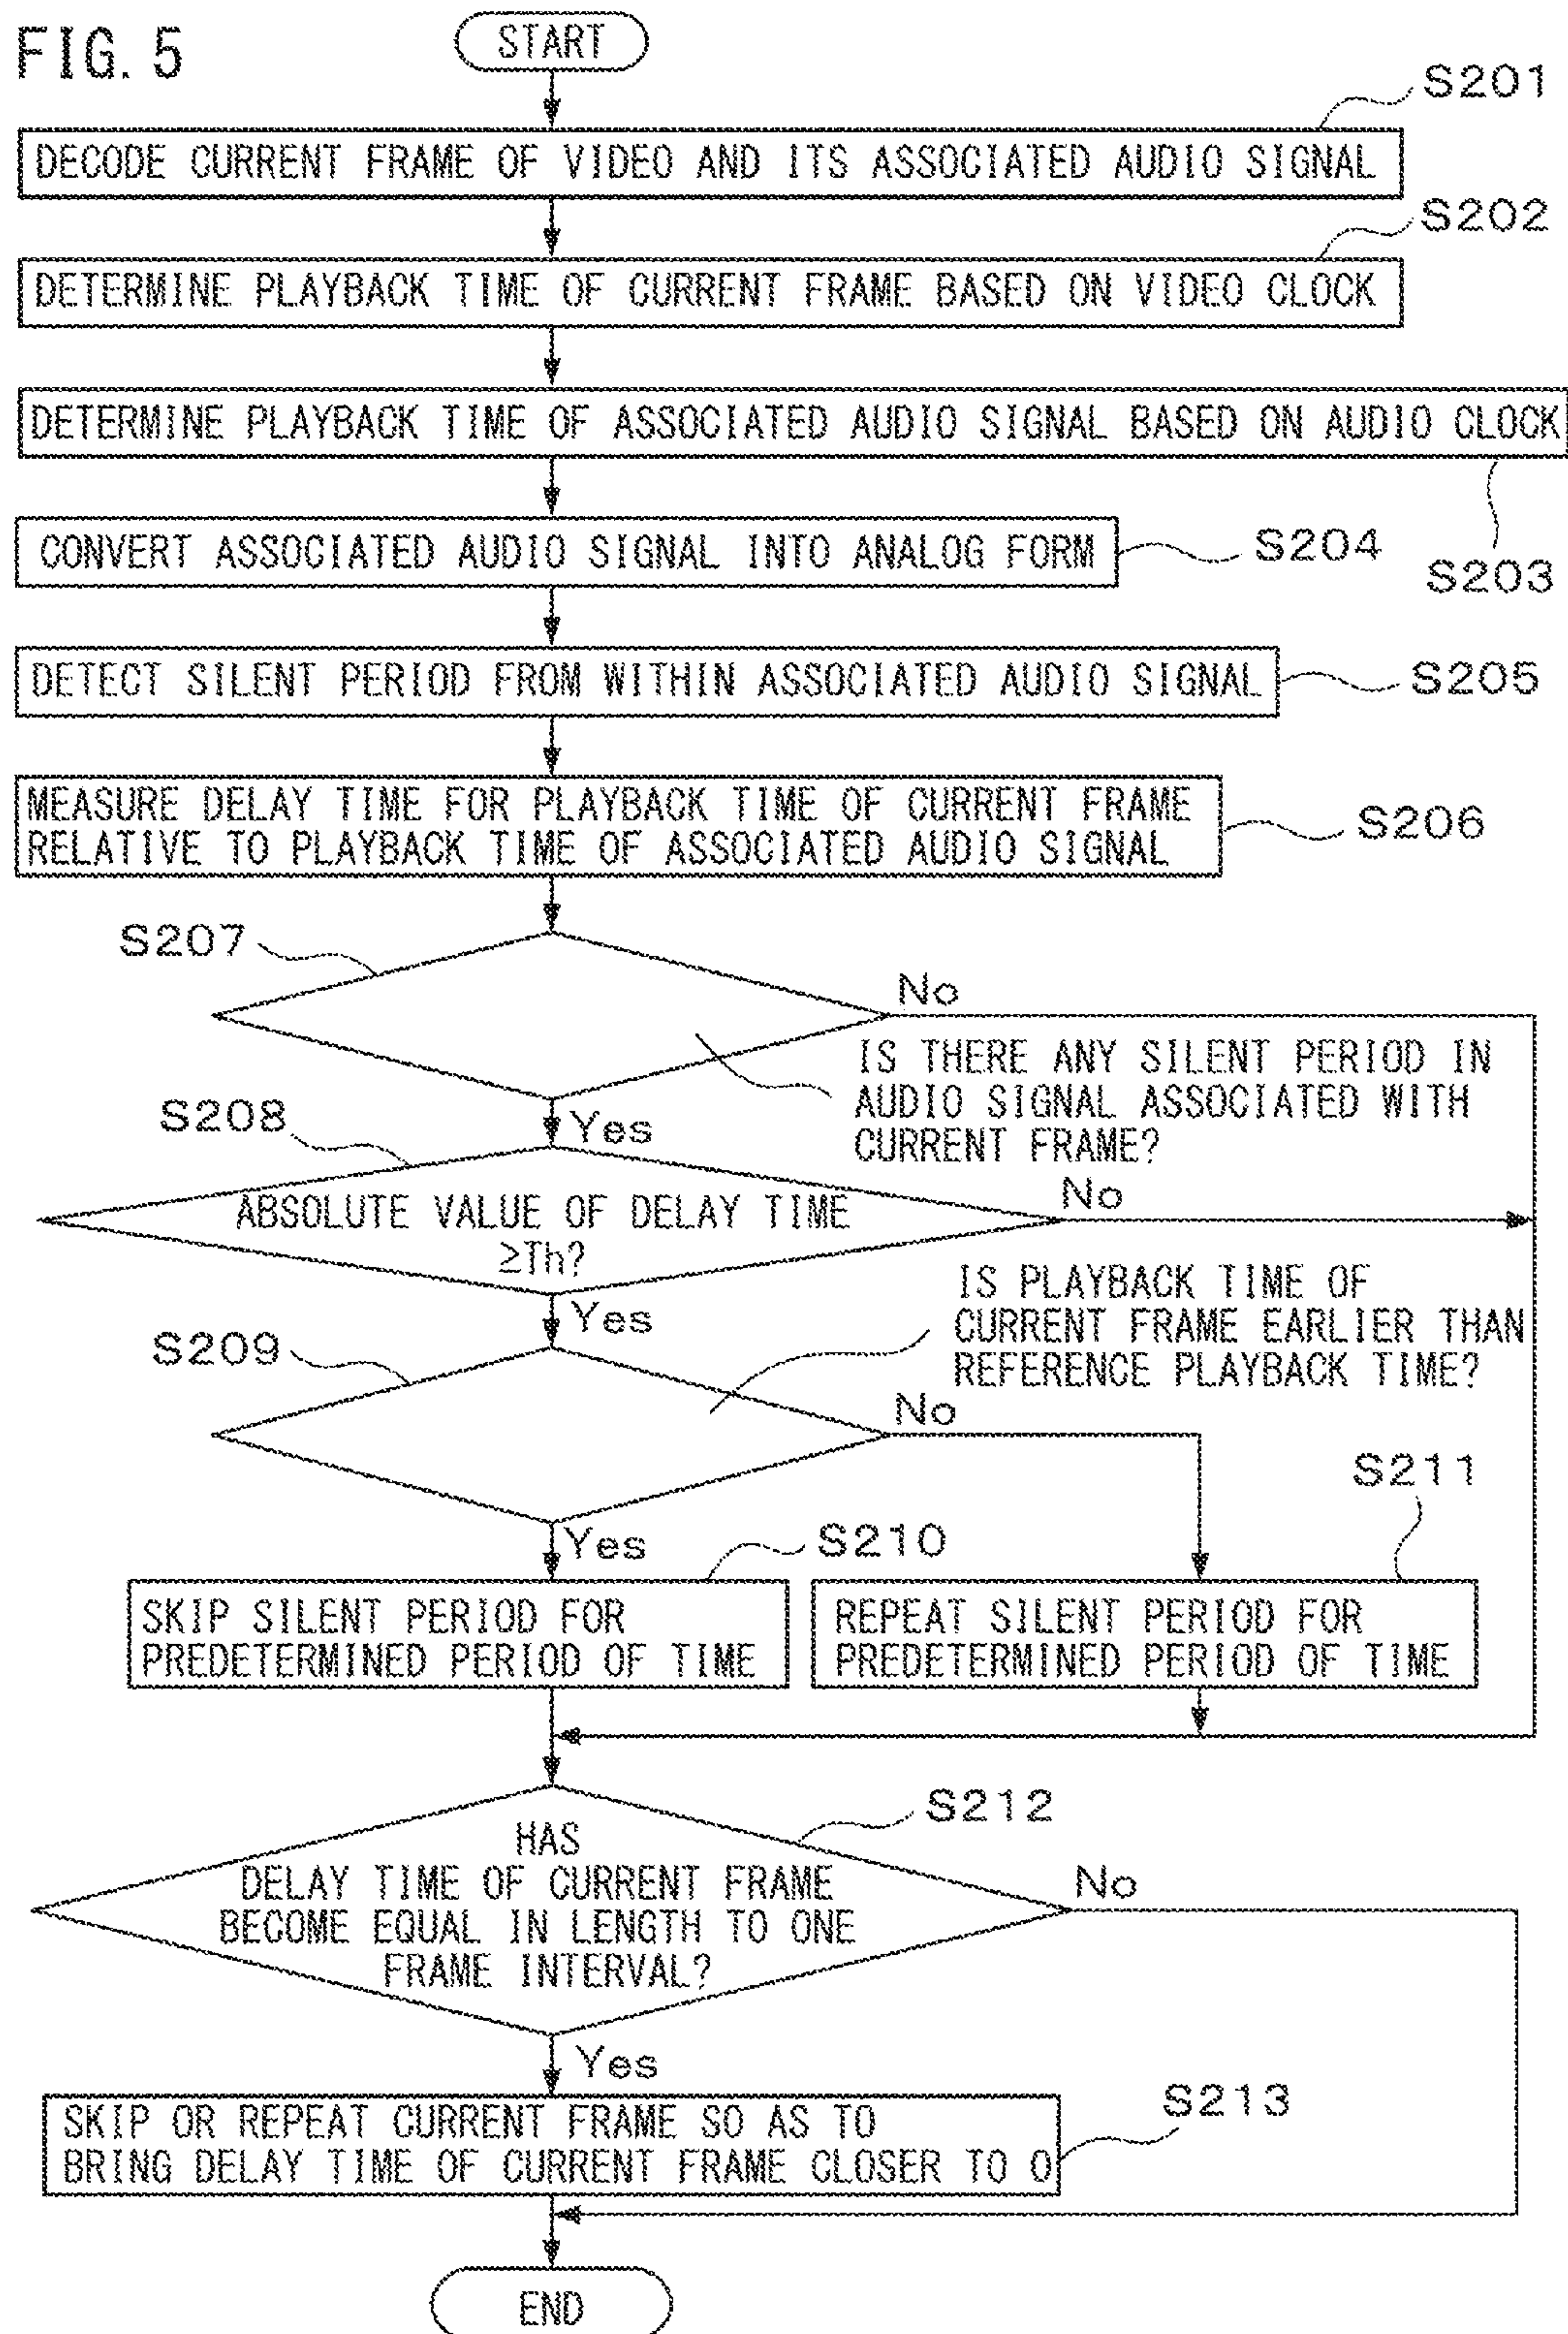 FIG. 5
START
S201
DECODE CURRENT FRAME OF VIDEO AND ITS ASSOCIATED AUDIO SIGNAL
S202
DETERMINE PLAYBACK TIME OF CURRENT FRAME BASED ON VIDEO CLOCK
DETERMINE PLAYBACK TIME OF ASSOCIATED AUDIO SIGNAL BASED ON AUDIO CLOCK
S203
CONVERT ASSOCIATED AUDIO SIGNAL INTO ANALOG FORM
S204
DETECT SILENT PERIOD FROM WITHIN ASSOCIATED AUDIO SIGNAL
S205
MEASURE DELAY TIME FOR PLAYBACK TIME OF CURRENT FRAME
RELATIVE TO PLAYBACK TIME OF ASSOCIATED AUDIO SIGNAL
S206
S207
No
IS THERE ANY SILENT PERIOD IN
AUDIO SIGNAL ASSOCIATED WITH
CURRENT FRAME?
Yes
S208
ABSOLUTE VALUE OF DELAY TIME
≥Th?
No
Yes
IS PLAYBACK TIME OF
CURRENT FRAME EARLIER THAN
REFERENCE PLAYBACK TIME?
S209
No
Yes
S210
SKIP SILENT PERIOD FOR
PREDETERMINED PERIOD OF TIME
S211
REPEAT SILENT PERIOD FOR
PREDETERMINED PERIOD OF TIME
S212
HAS
DELAY TIME OF CURRENT FRAME
BECOME EQUAL IN LENGTH TO ONE
FRAME INTERVAL?
No
Yes
S213
SKIP OR REPEAT CURRENT FRAME SO AS TO
BRING DELAY TIME OF CURRENT FRAME CLOSER TO 0
END